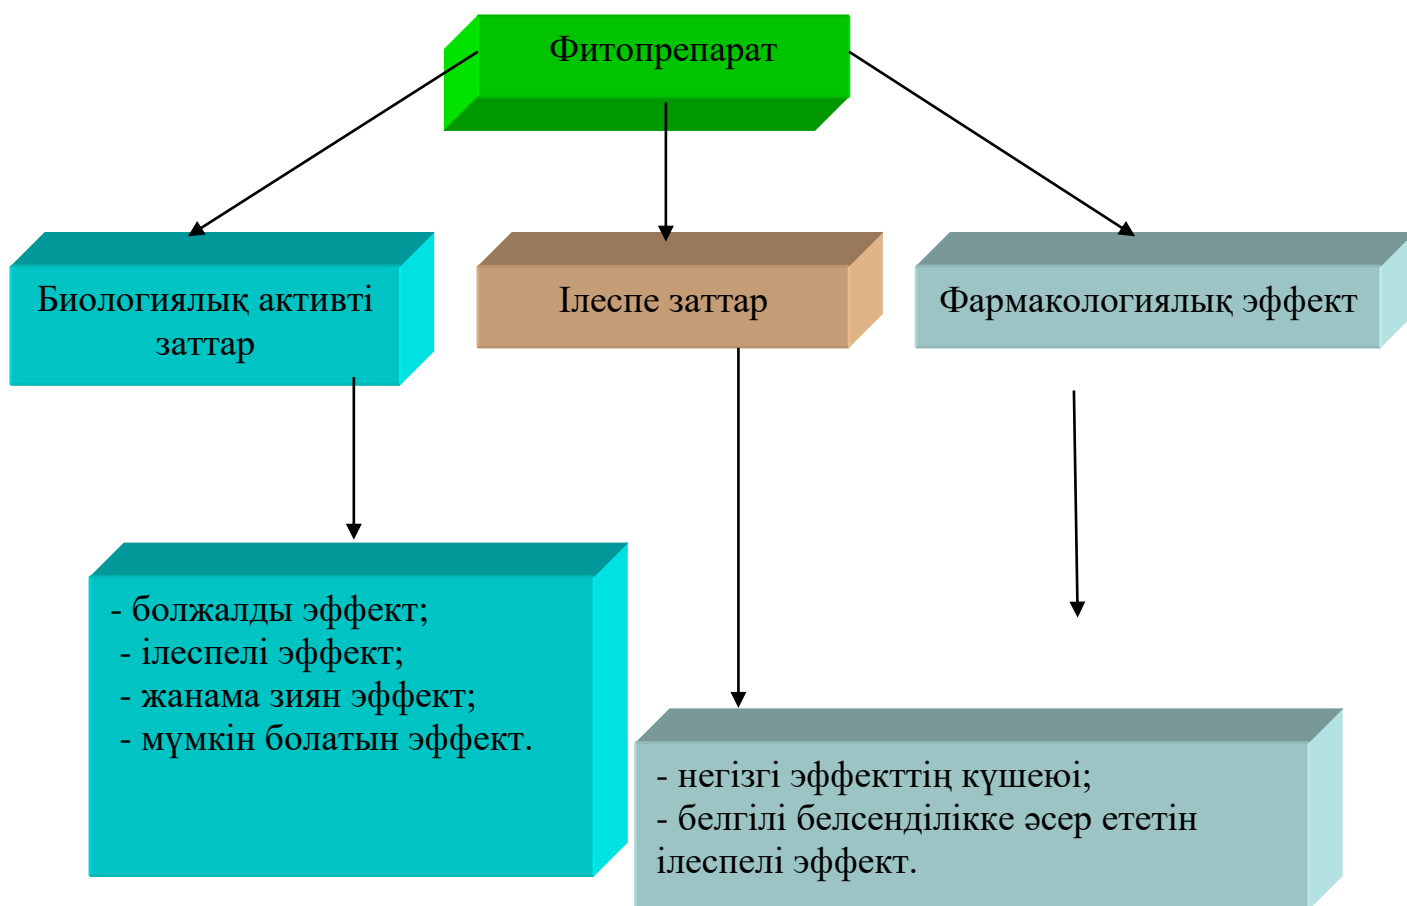 Фитопрепарат
Биологиялық активті
заттар
Ілеспе заттар
Фармакологиялық эффект
- болжалды эффект;
- ілеспелі эффект;
- жанама зиян эффект;
- мүмкін болатын эффект.
- негізгі эффекттің күшеюі;
- белгілі белсенділікке әсер ететін
ілеспелі эффект.